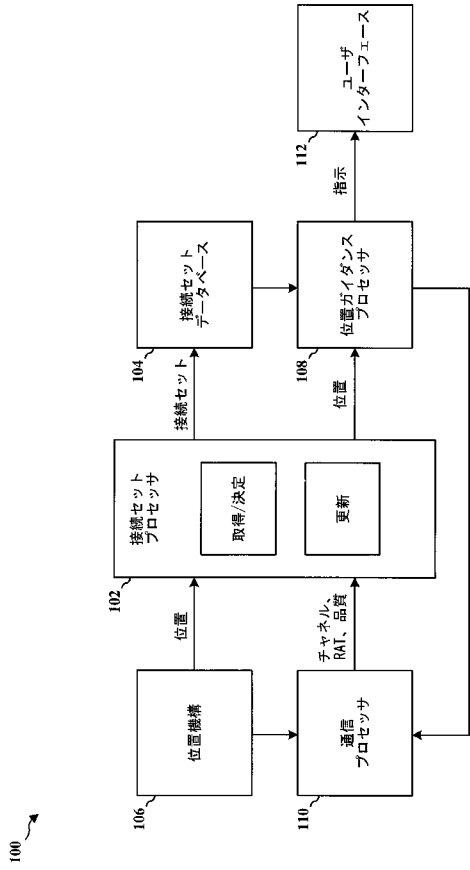 100
106
位置機構
位置
102
接続セット
プロセッサ
取得/決定
更新
接続セット
104
接続セット
データベース
110
通信
プロセッサ
チャネル、
RAT、品質
位置
108
位置ガイダンス
プロセッサ
指示
112
ユーザ
インターフェース